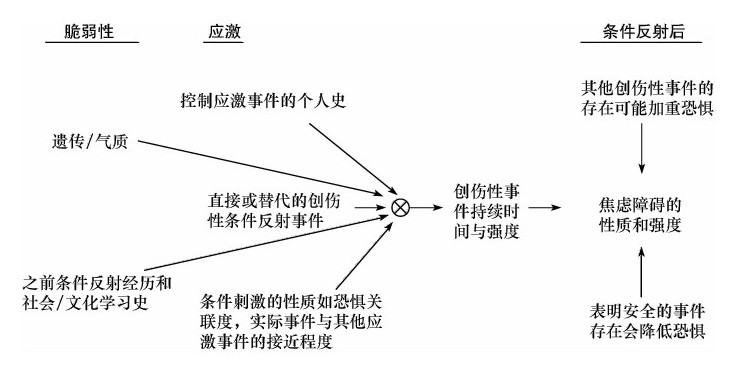 脆弱性
应激
条件反射后
控制应激事件的个人史
其他创伤性事件的
存在可能加重恐惧
遗传/气质
直接或替代的创伤
性条件反射事件
创伤性事
件持续时
间与强度
焦虑障碍的
性质和强度
之前条件反射经历和
社会/文化学习史
条件刺激的性质如恐惧关
联度，实际事件与其他应
激事件的接近程度
表明安全的事件
存在会降低恐惧